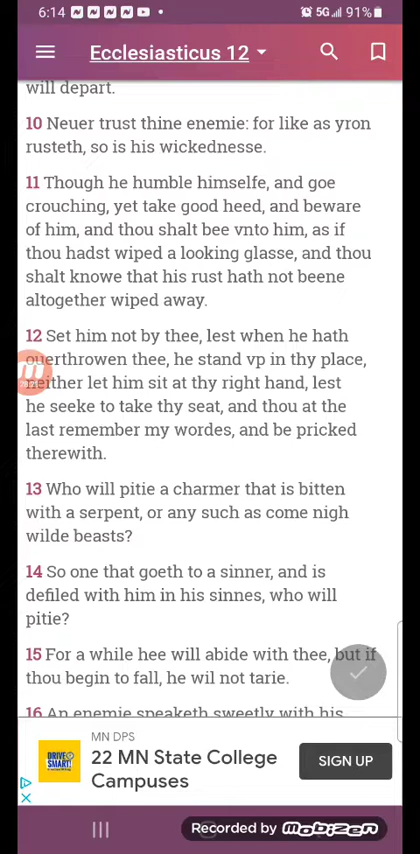 6:14
5G 91%
Ecclesiasticus 12
will depart.
10 Neuer trust thine enemie: for like as yron
rusteth, so is his wickednesse.
11 Though he humble himselfe, and goe
crouching, yet take good heed, and beware
of him, and thou shalt bee vnto him, as if
thou hadst wiped a looking glasse, and thou
shalt knowe that his rust hath not beene
altogether wiped away.
12 Set him not by thee, lest when he hath
ouerthrowen thee, he stand vp in thy place,
neither let him sit at thy right hand, lest
he seeke to take thy seat, and thou at the
last remember my wordes, and be pricked
therewith.
13 Who will pitie a charmer that is bitten
with a serpent, or any such as come nigh
wilde beasts?
14 So one that goeth to a sinner, and is
defiled with him in his sinnes, who will
pitie?
15 For a while hee will abide with thee, but if
thou begin to fall, he wil not tarie.
16 An enemie speaketh sweetly with his
MN DPS
DRIVE
SMART!
22 MN State College
Campuses
SIGN UP
Recorded by mobizen